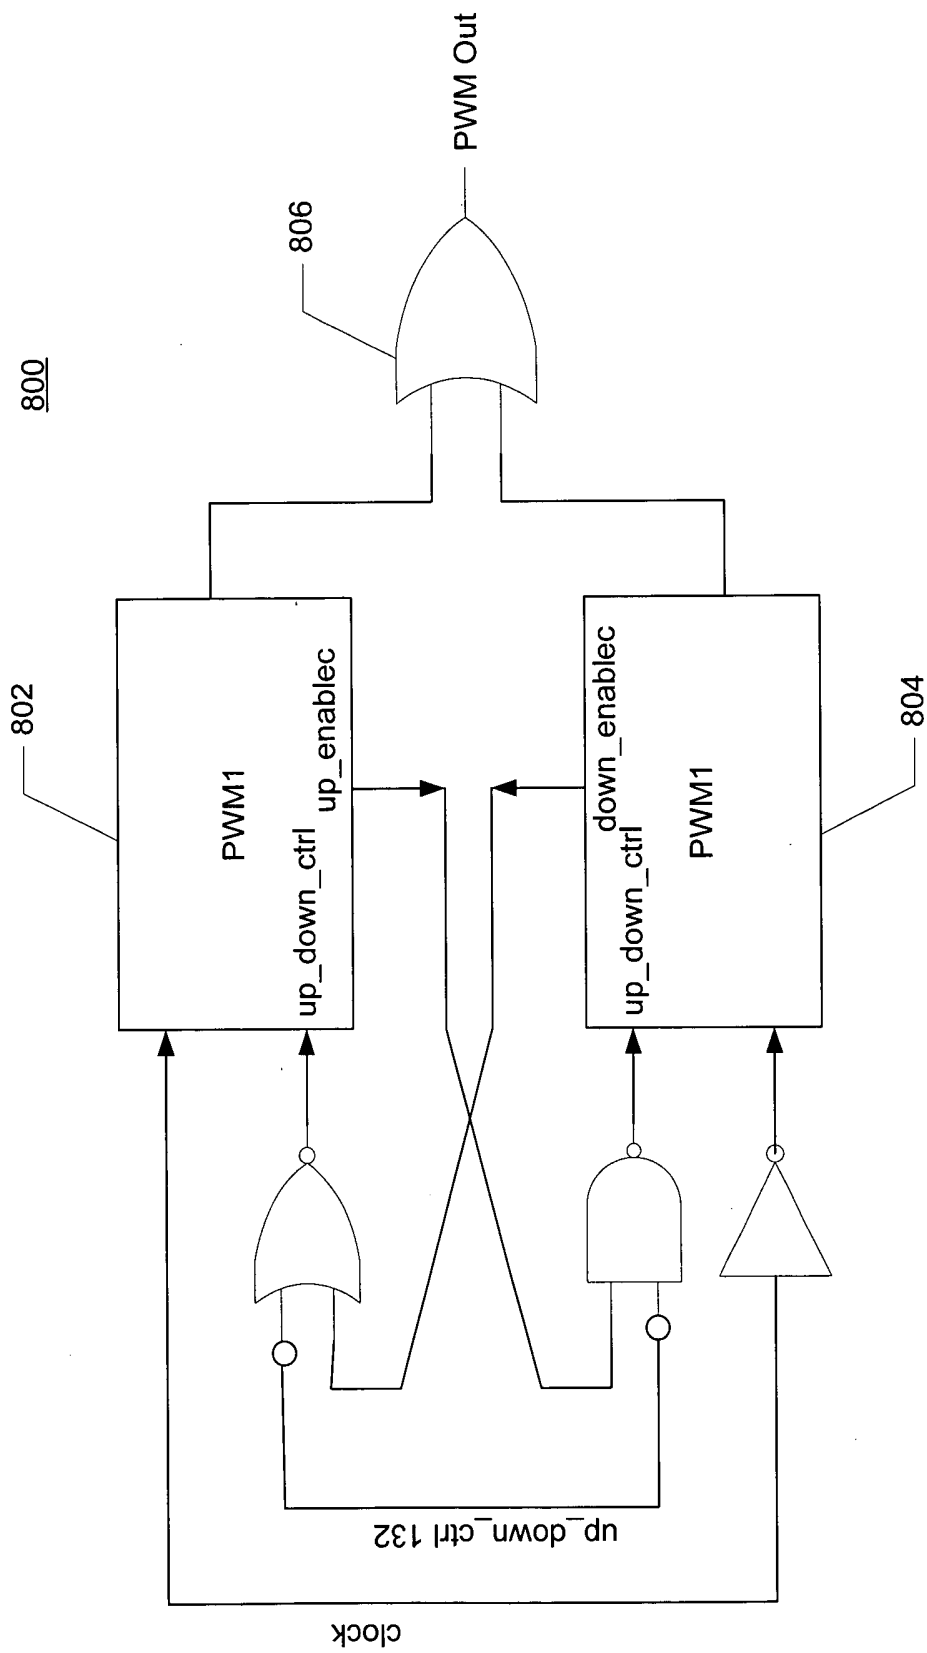 800
802
806
PWM1
up_down_ctrl
up_enablec
PWM Out
clock
up_down_ctrl 132
down_enablec
up_down_ctrl
PWM1
804